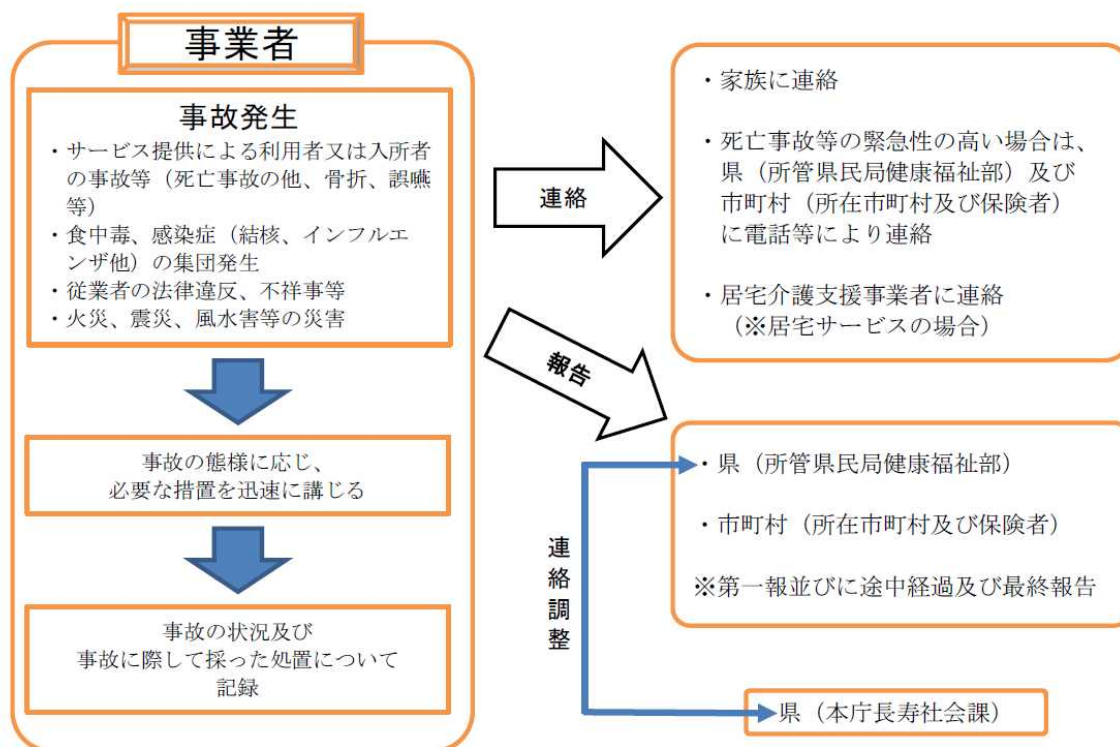 事業者
事故発生
・サービス提供による利用者又は入所者
の事故等（死亡事故の他、骨折、誤嚥
等）
・食中毒、感染症（結核、インフルエ
ンザ他）の集団発生
・従業者の法律違反、不祥事等
・火災、震災、風水害等の災害
事故の態様に応じ、
必要な措置を迅速に講じる
事故の状況及び
事故に際して採った処置について
記録
連絡
・家族に連絡
・死亡事故等の緊急性の高い場合は、
県（所管県民局健康福祉部）及び
市町村（所在市町村及び保険者）
に電話等により連絡
・居宅介護支援事業者に連絡
（※居宅サービスの場合）
報告
・県（所管県民局健康福祉部）
・市町村（所在市町村及び保険者）
※第一報並びに途中経過及び最終報告
連絡調整
県（本庁長寿社会課）